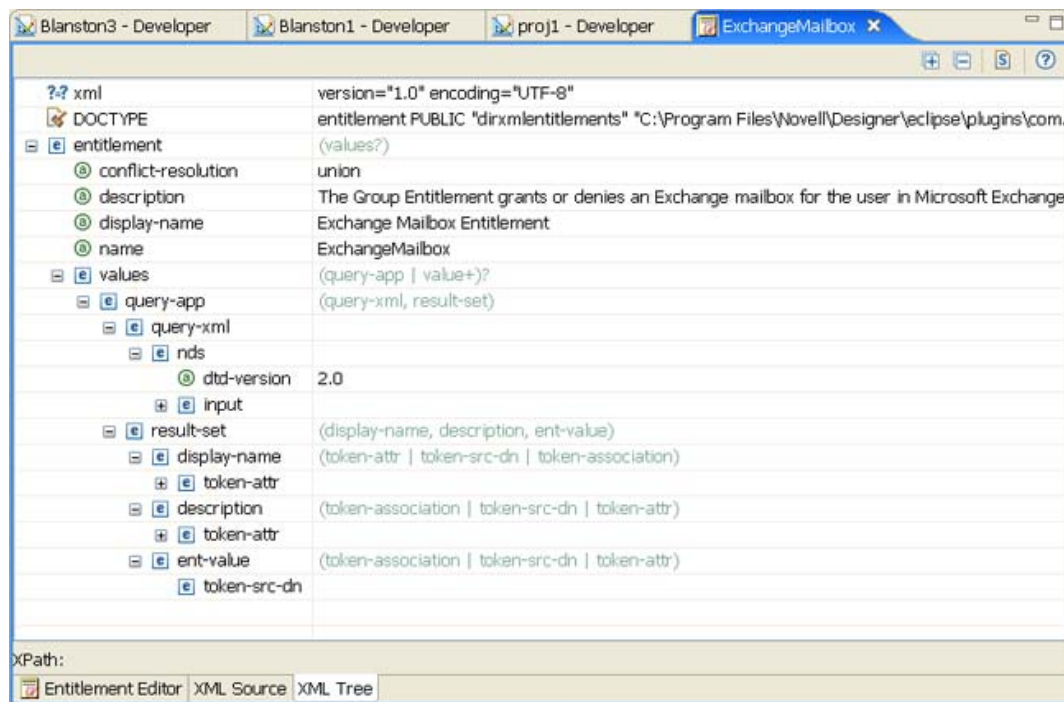 Blanston3 - Developer Blanston1 - Developer proj1 - Developer ExchangeMailbox
?-? xml version="1.0" encoding="UTF-8"
DOCTYPE entitlement PUBLIC "dirxmlentitlements" "C:\Program Files\Novell\Designer\eclipse\plugins\com.
entitlement (values?)
conflict-resolution union
description The Group Entitlement grants or denies an Exchange mailbox for the user in Microsoft Exchange
display-name Exchange Mailbox Entitlement
name ExchangeMailbox
values (query-app | value+)?
query-app (query-xml, result-set)
query-xml
nds
dtd-version 2.0
input
result-set (display-name, description, ent-value)
display-name (token-attr | token-src-dn | token-association)
token-attr
description (token-association | token-src-dn | token-attr)
token-attr
ent-value (token-association | token-src-dn | token-attr)
token-src-dn
XPath:
Entitlement Editor XML Source XML Tree